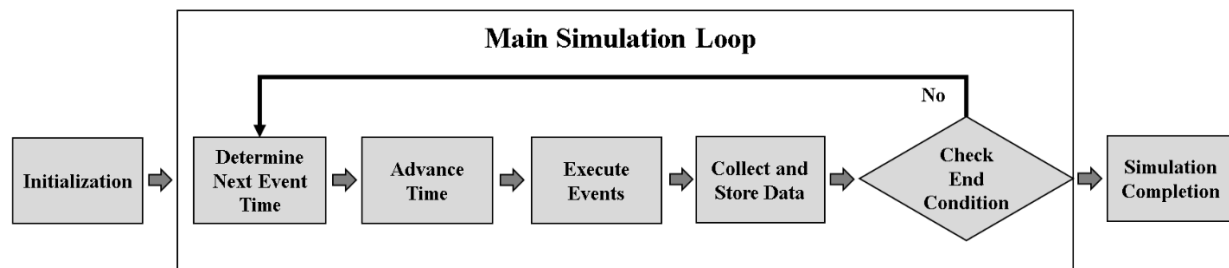 Main Simulation Loop
No
Initialization
Determine
Next Event
Time
Advance
Time
Execute
Events
Collect and
Store Data
Check
End
Condition
Simulation
Completion